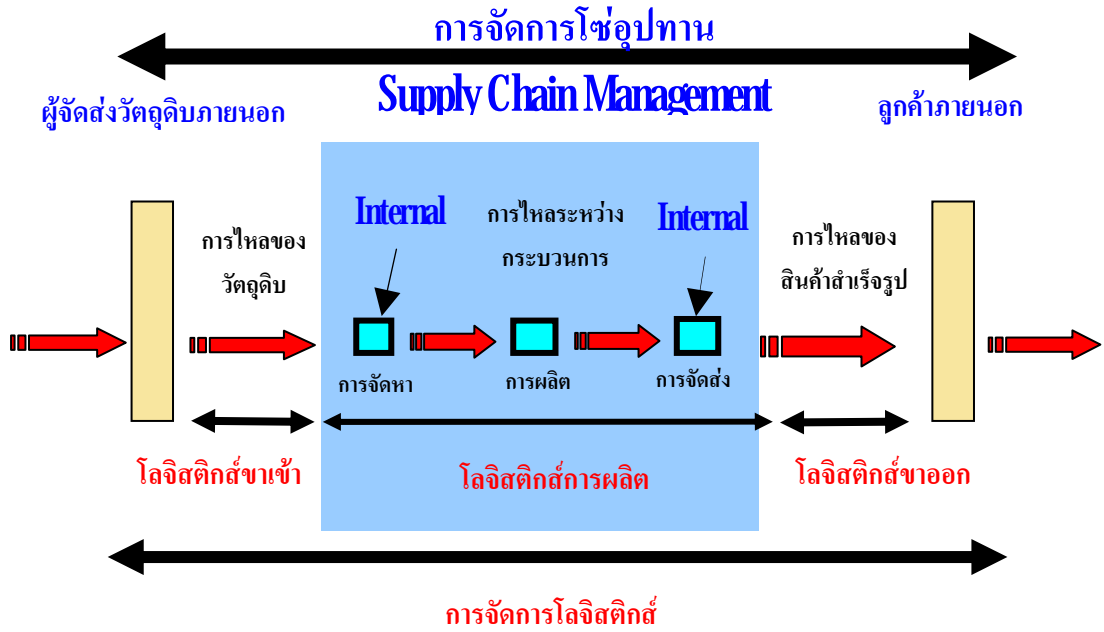 การจัดการโซ่อุปทาน
Supply Chain Management
ผู้จัดส่งวัตถุดิบภายนอก
ลูกค้าภายนอก
Internal
การไหลระหว่าง
กระบวนการ
Internal
การไหลของ
วัตถุดิบ
การไหลของ
สินค้าสำเร็จรูป
การจัดหา
การผลิต
การจัดส่ง
โลจิสติกส์ขาเข้า
โลจิสติกส์การผลิต
โลจิสติกส์ขาออก
การจัดการโลจิสติกส์